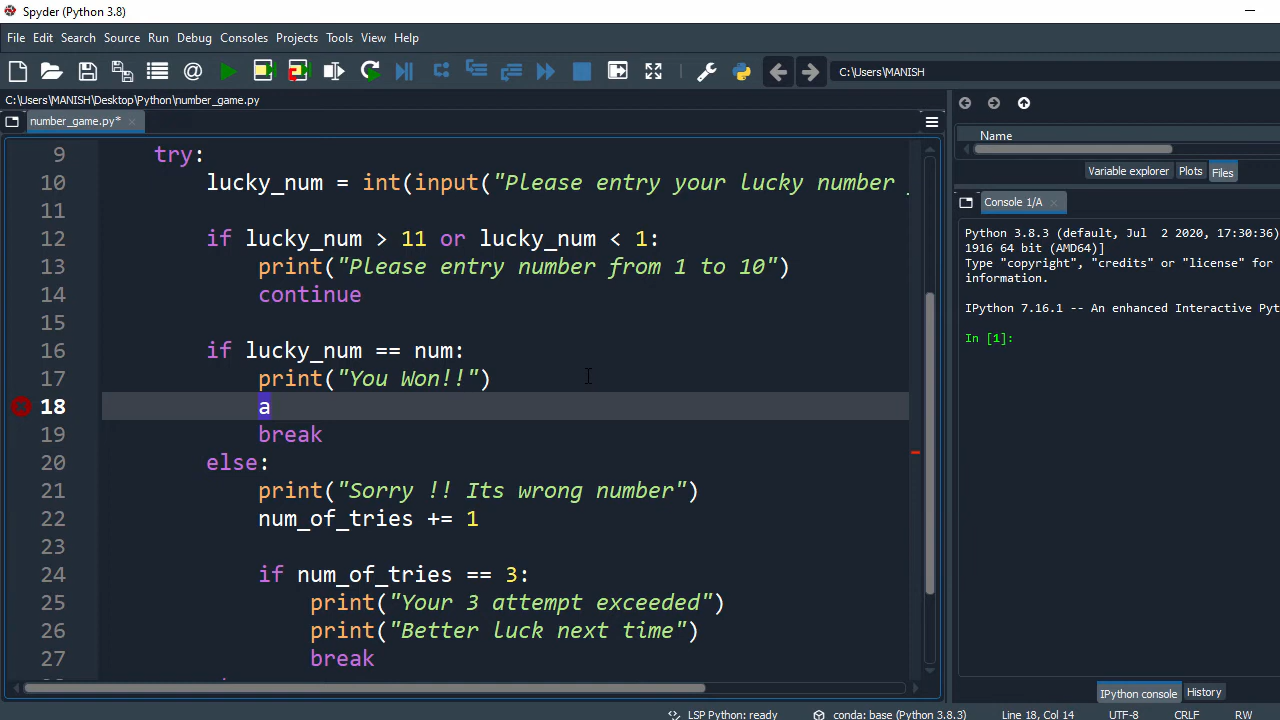 Spyder (Python 3.8)
File Edit Search Source Run Debug Consoles Projects Tools View Help
C:\Users\MANISH
C:\Users\MANISH\Desktop\Python\number_game.py
number_game.py*
9 try:
10 lucky_num = int(input("Please entry your lucky number
11
12 if lucky_num > 11 or lucky_num < 1:
13 print("Please entry number from 1 to 10")
14 continue
15
16 if lucky_num == num:
17 print("You Won!!")
18 a
19 break
20 else:
21 print("Sorry !! Its wrong number")
22 num_of_tries += 1
23
24 if num_of_tries == 3:
25 print("Your 3 attempt exceeded")
26 print("Better luck next time")
27 break
Name
Variable explorer Plots Files
Console 1/A
Python 3.8.3 (default, Jul 2 2020, 17:30:36)
1916 64 bit (AMD64)]
Type "copyright", "credits" or "license" for
information.
IPython 7.16.1 -- An enhanced Interactive Pyt
In [1]:
IPython console History
LSP Python: ready conda: base (Python 3.8.3) Line 18, Col 14 UTF-8 CRLF RW